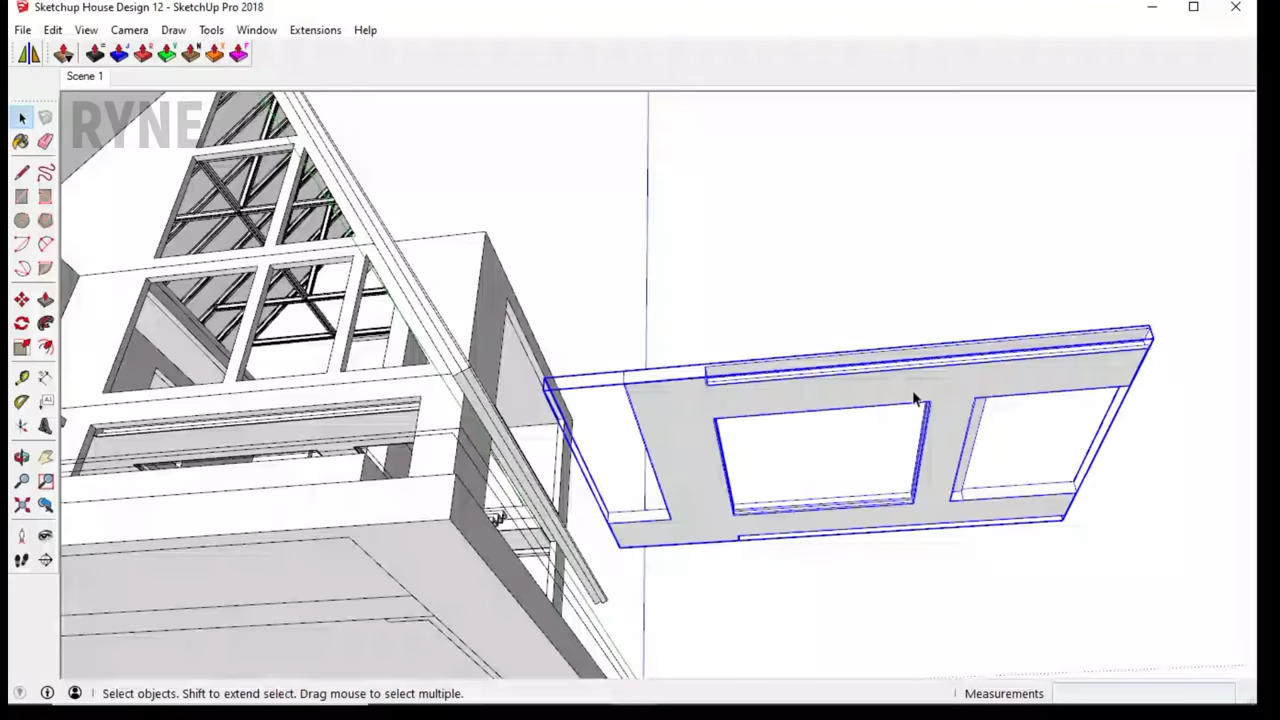 Sketchup House Design 12 - SketchUp Pro 2018
File Edit View Camera Draw Tools Window Extensions Help
Scene 1
RYNE
Select objects. Shift to extend select. Drag mouse to select multiple.
Measurements